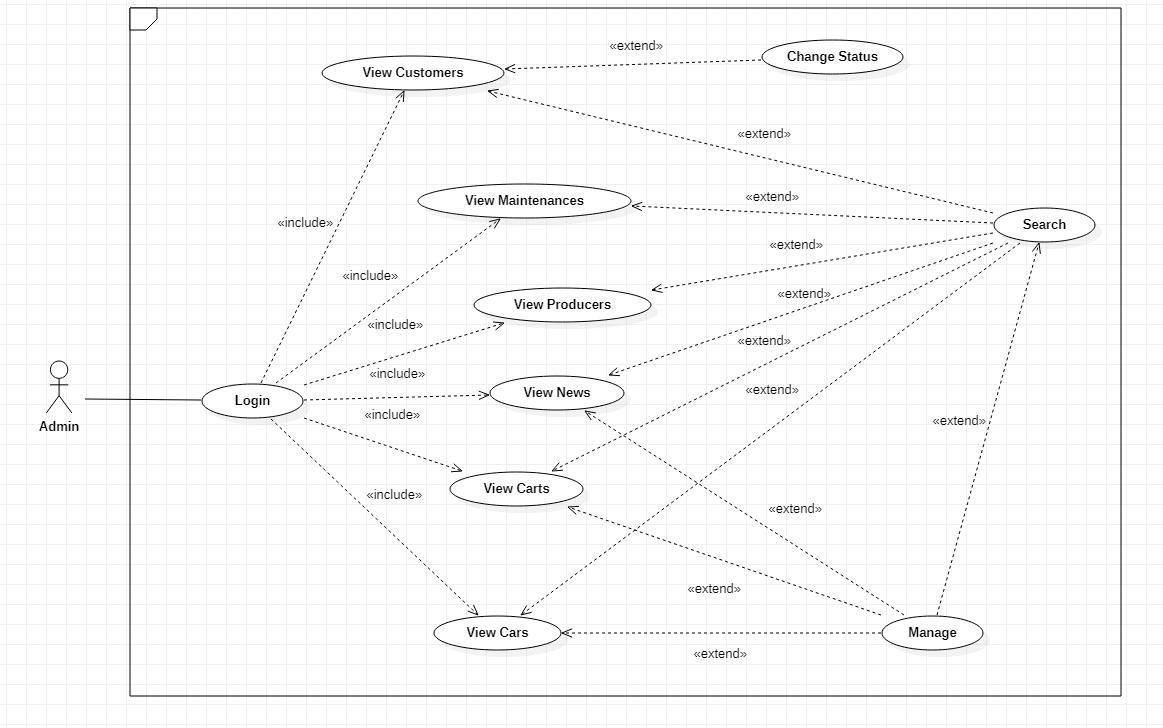 «extend»
Change Status
View Customers
«extend»
View Maintenances
«extend»
«include»
Search
«extend»
«include»
«extend»
View Producers
«include»
«extend»
«include»
«extend»
View News
Login
«include»
Admin
«extend»
View Carts
«include»
«extend»
«extend»
View Cars
Manage
«extend»